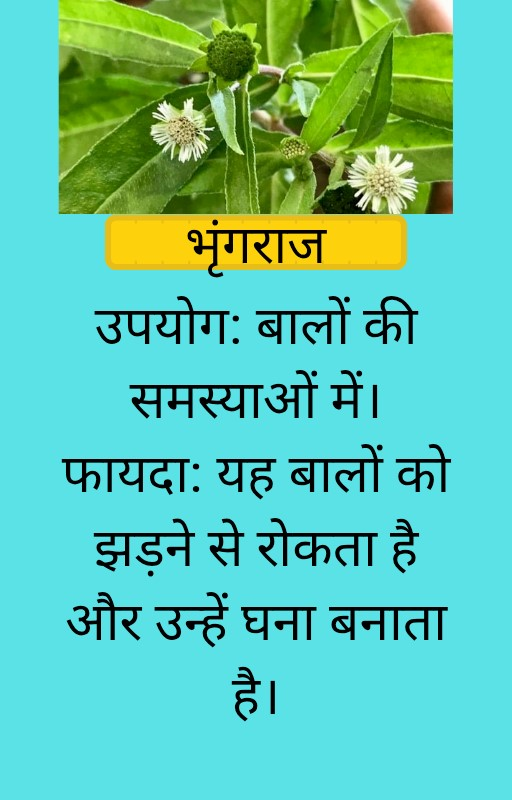 भृंगराज
उपयोग: बालों की
समस्याओं में।
फायदा: यह बालों को
झड़ने से रोकता है
और उन्हें घना बनाता
है।